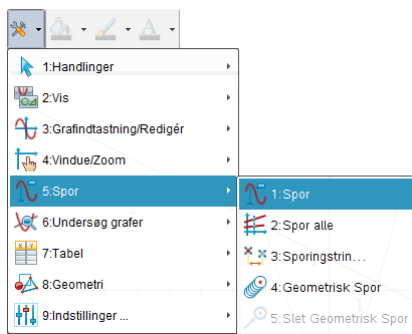 1:Handlinger
2:Vis
3:Grafindtastning/Redigér
4:Vindue/Zoom
5:Spor
6:Undersøg grafer
7:Tabel
8:Geometri
9:Indstillinger ...
1:Spor
2:Spor alle
3:Sporingstrin...
4:Geometrisk Spor
5:Slet Geometrisk Spor